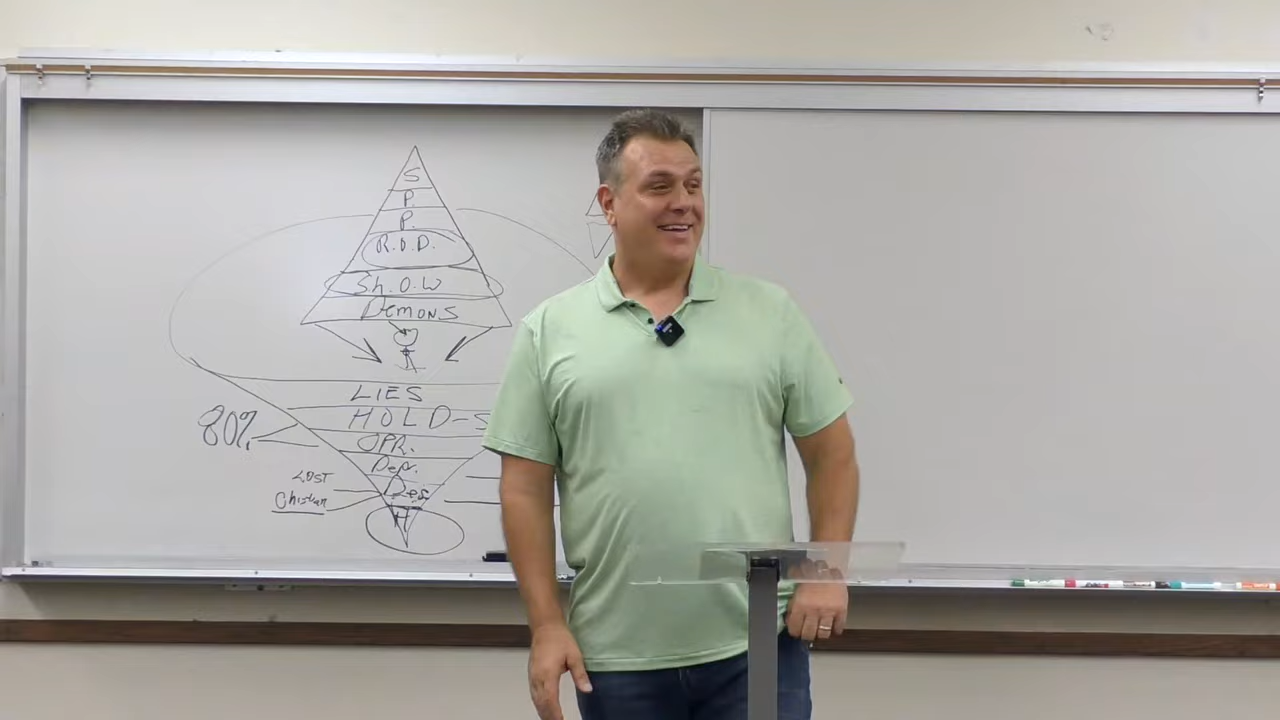 S
P
P.
R.O.D.
Sh.O.W
DEMONS
LIES
HOLD-S
80%
OPR.
Dep.
LOST
Des
Christian
H